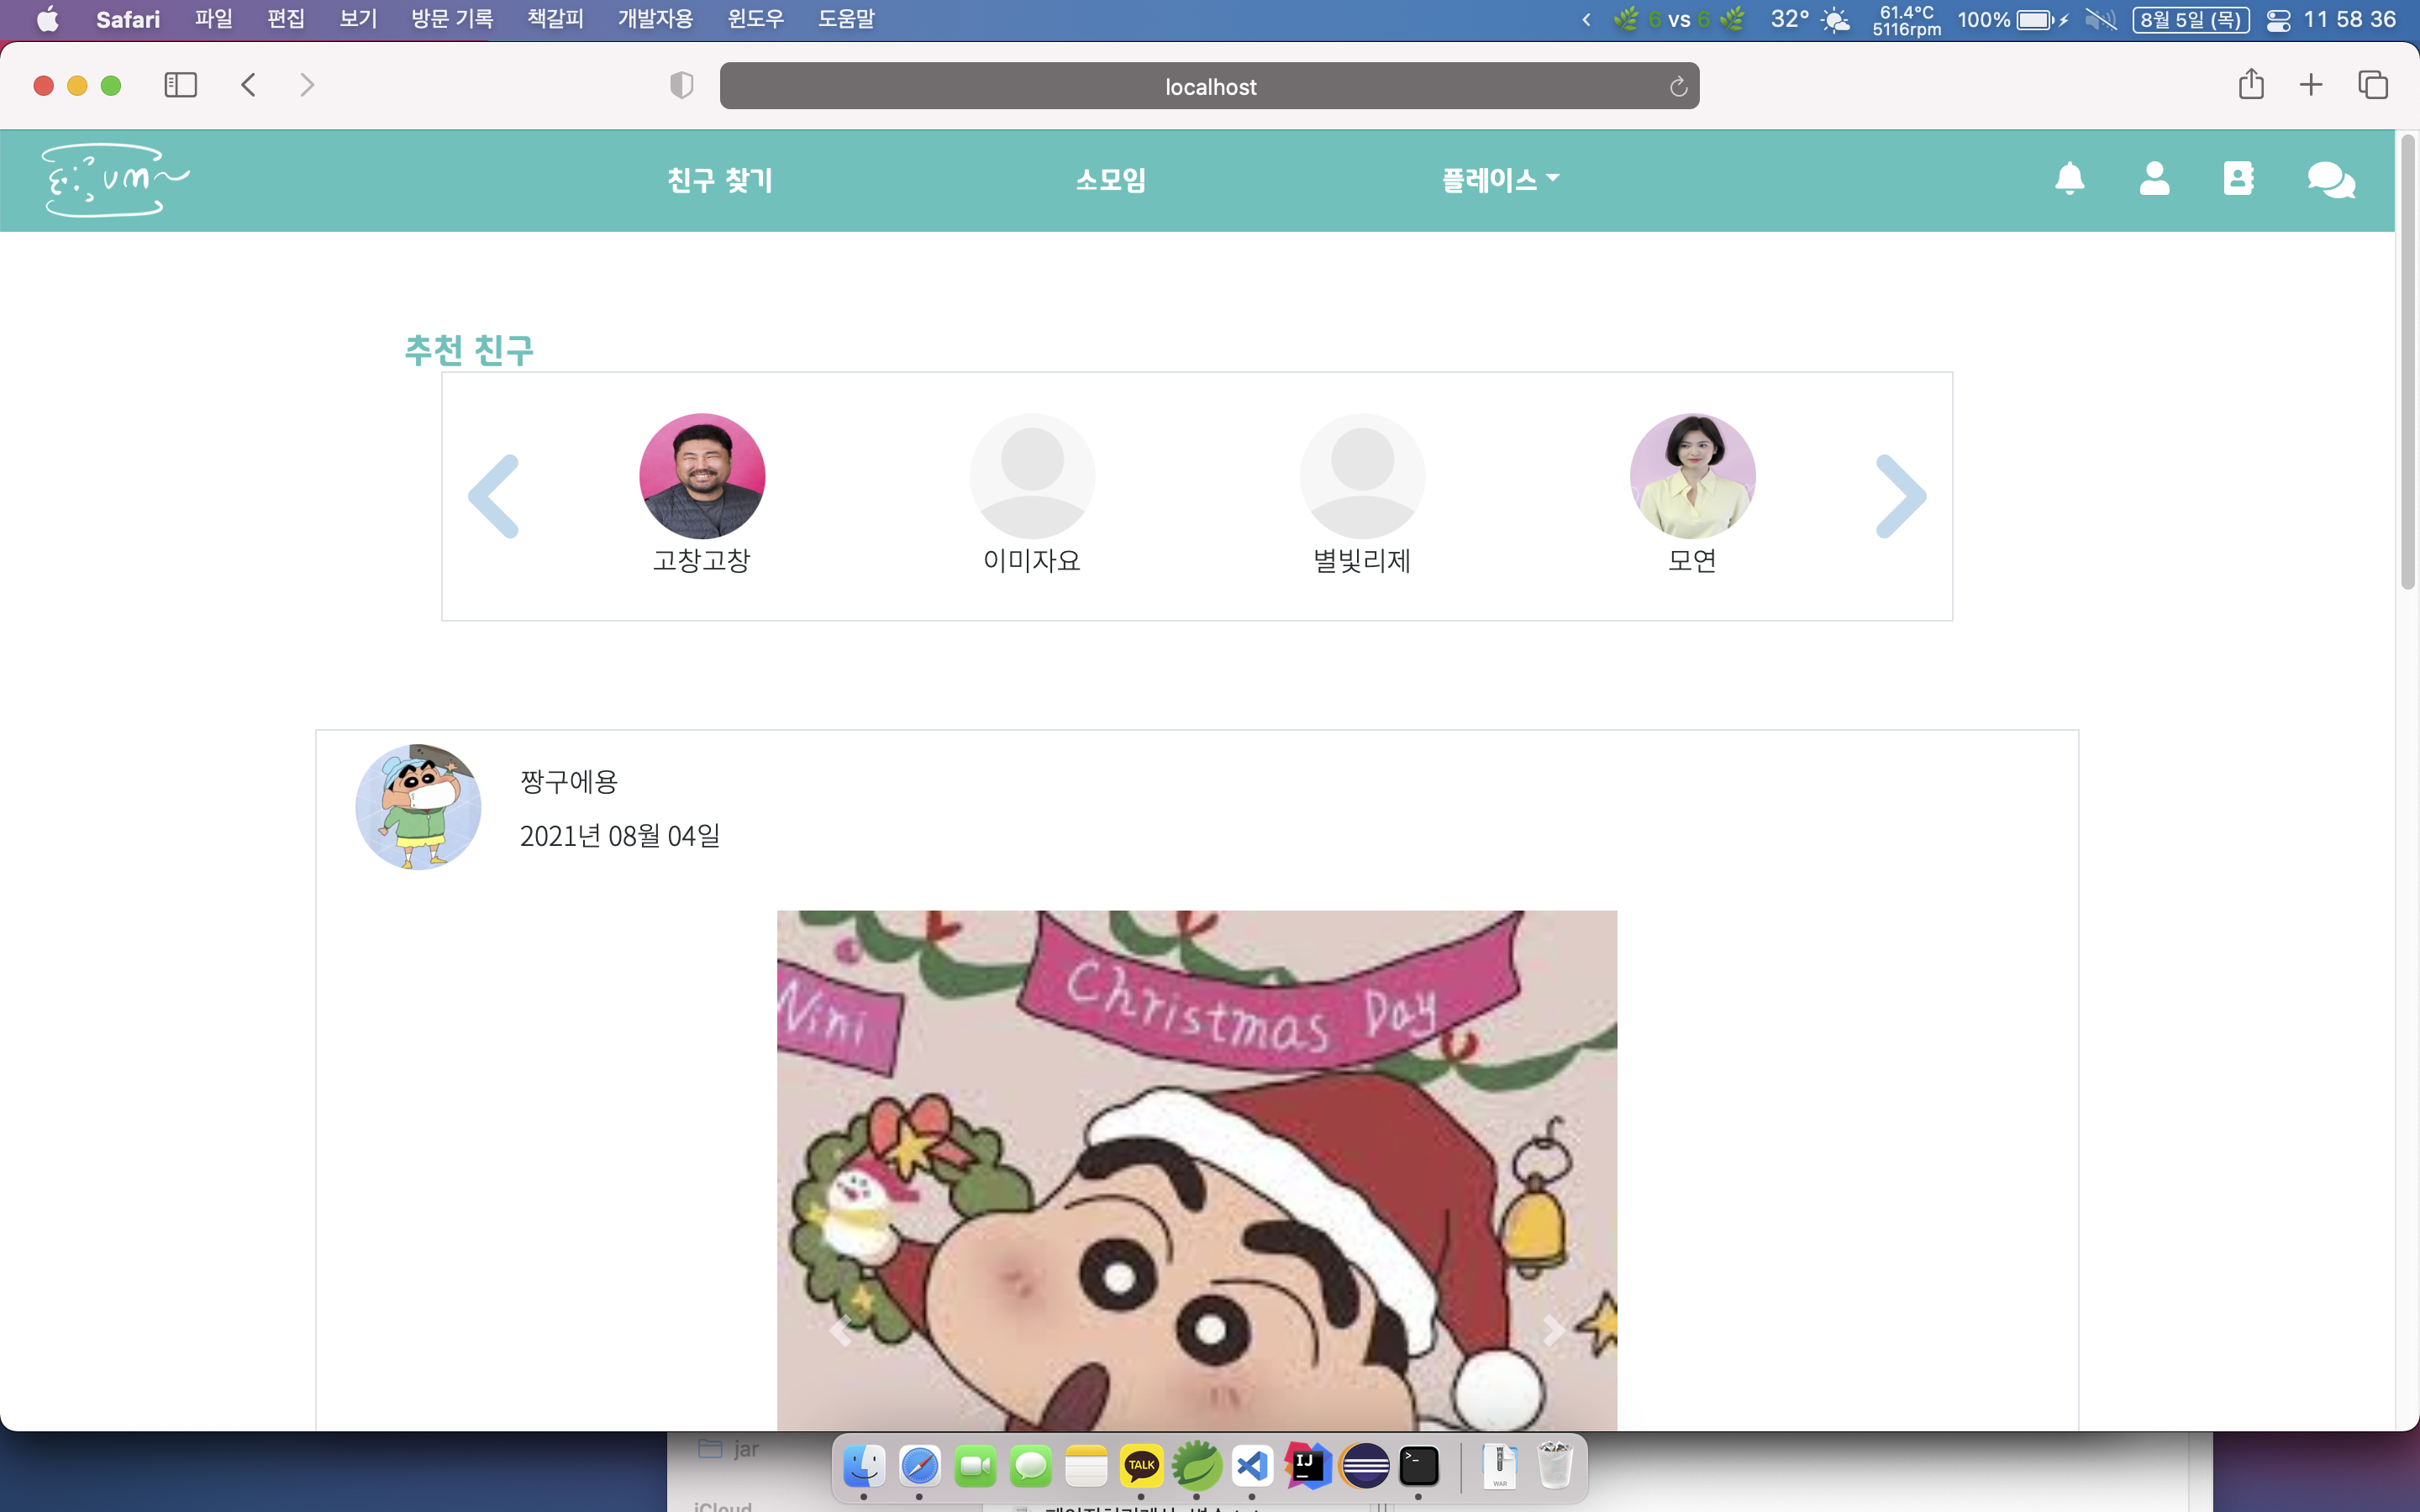 Safari 파일 편집 보기 방문 기록 책갈피 개발자용 윈도우 도움말
6 vs 6 32° 61.4°C 5116rpm 100% 8월 5일 (목) 11 58 36
localhost
친구 찾기 소모임 플레이스
추천 친구
고창고창 이미자요 별빛리제 모연
짱구에용
2021년 08월 04일
Nini Christmas Day
jar
TALK
IJ
WAR
iCloud